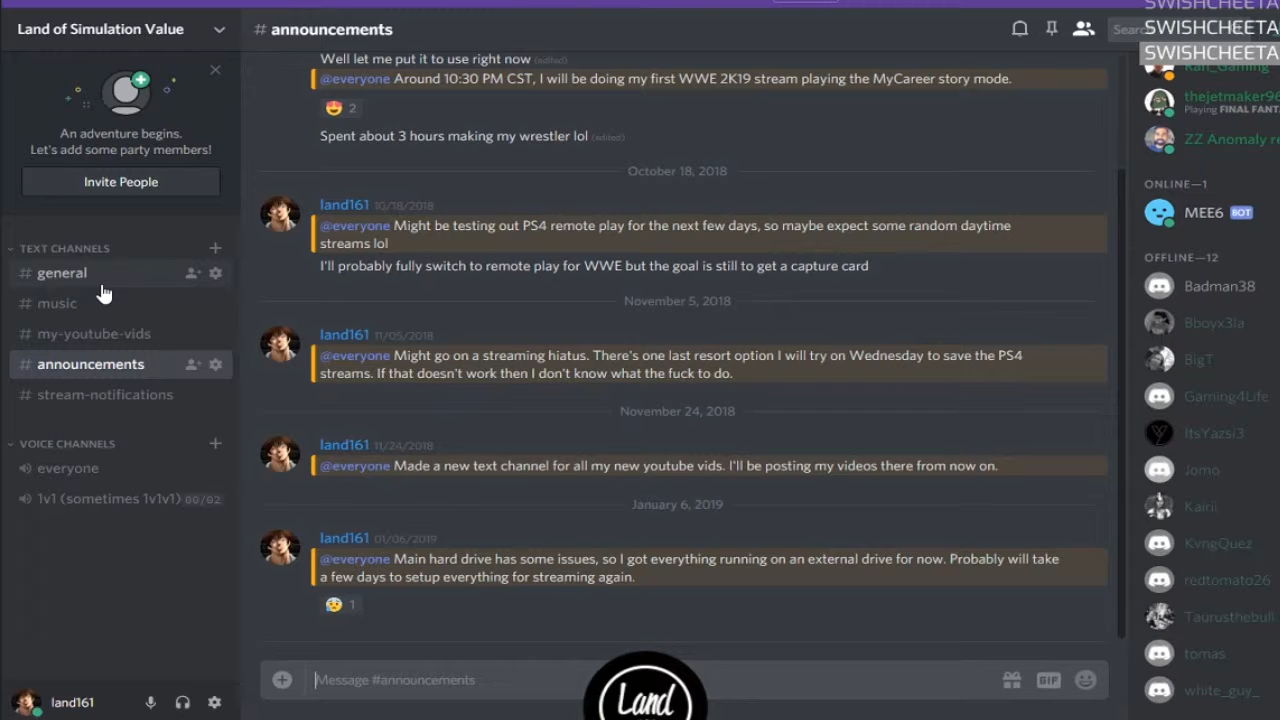 SWISHCHEETA
SWISHCHEETA
SWISHCHEETA
Land of Simulation Value
# announcements
An adventure begins.
Let's add some party members!
Invite People
TEXT CHANNELS
# general
# music
# my-youtube-vids
# announcements
# stream-notifications
VOICE CHANNELS
everyone
1v1 (sometimes 1v1v1) 00/02
land161
Well let me put it to use right now (edited)
@everyone Around 10:30 PM CST, I will be doing my first WWE 2K19 stream playing the MyCareer story mode.
2
Spent about 3 hours making my wrestler lol (edited)
October 18, 2018
land161 10/18/2018
@everyone Might be testing out PS4 remote play for the next few days, so maybe expect some random daytime
streams lol
I'll probably fully switch to remote play for WWE but the goal is still to get a capture card
November 5, 2018
land161 11/05/2018
@everyone Might go on a streaming hiatus. There's one last resort option I will try on Wednesday to save the PS4
streams. If that doesn't work then I don't know what the fuck to do.
November 24, 2018
land161 11/24/2018
@everyone Made a new text channel for all my new youtube vids. I'll be posting my videos there from now on.
January 6, 2019
land161 01/06/2019
@everyone Main hard drive has some issues, so I got everything running on an external drive for now. Probably will take
a few days to setup everything for streaming again.
1
Message #announcements
GIF
Land
Sear
thejetmaker96
Playing FINAL FANT
ZZ Anomaly re
ONLINE—1
MEE6 BOT
OFFLINE—12
Badman38
Bboyx3la
BigT
Gaming4Life
ItsYazsi3
Jomo
Kairil
KvngQuez
redtomato26
Taurusthebull
tomas
white_guy_